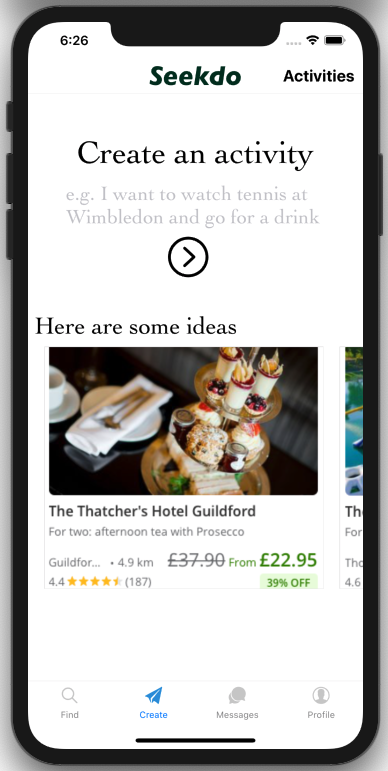 6:26
Seekdo
Activities
Create an activity
e.g. I want to watch tennis at
Wimbledon and go for a drink
Here are some ideas
The Thatcher's Hotel Guildford
For two: afternoon tea with Prosecco
Guildfor... • 4.9 km £37.90 From £22.95
4.4 (187) 39% OFF
For
Tho
4.6
Find
Create
Messages
Profile